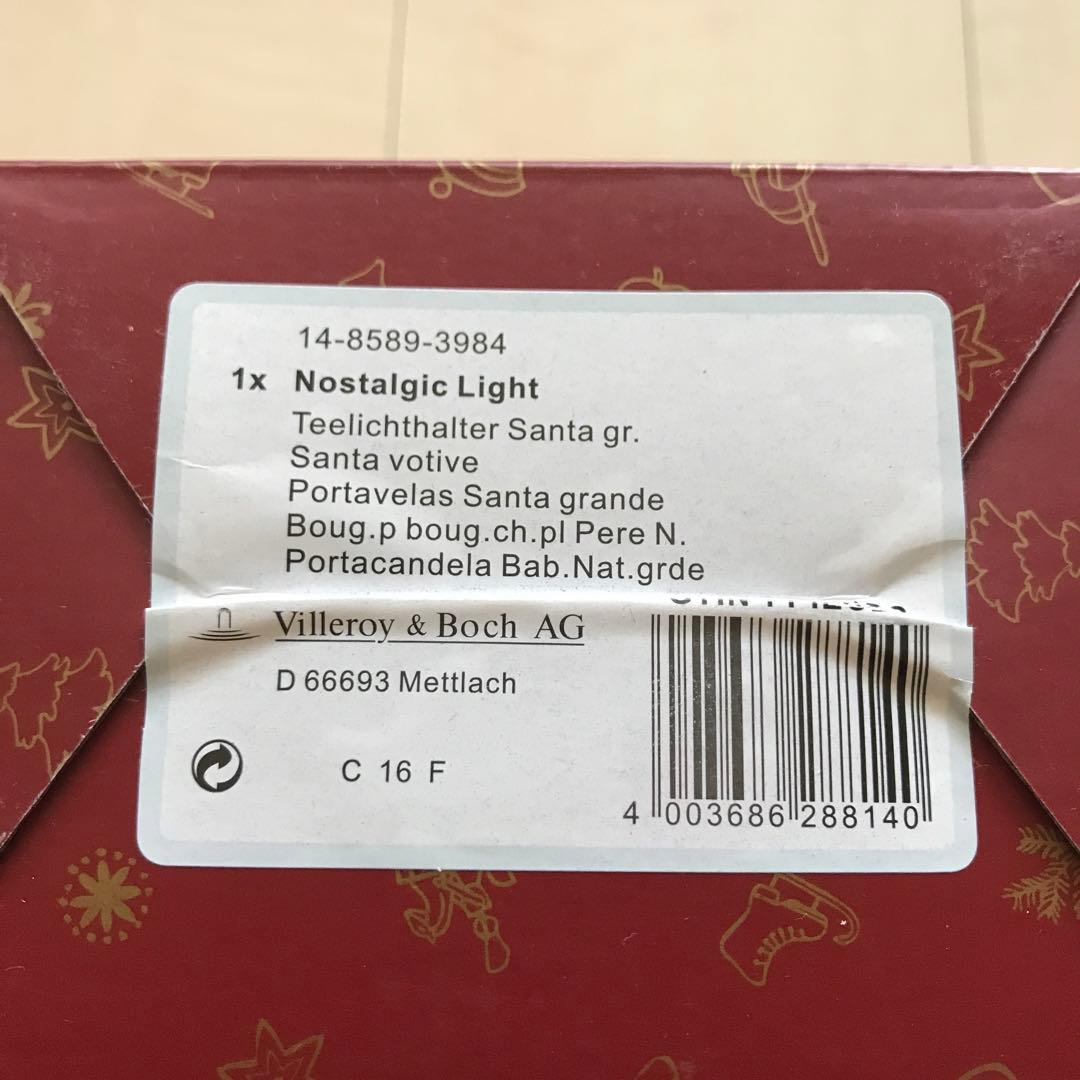 14-8589-3984
1x Nostalgic Light
Teelichthalter Santa gr.
Santa votive
Portavelas Santa grande
Boug.p boug.ch.pl Pere N.
Portacandela Bab.Nat.grde
Villeroy & Boch AG
D 66693 Mettlach
C 16 F
4 003686 288140